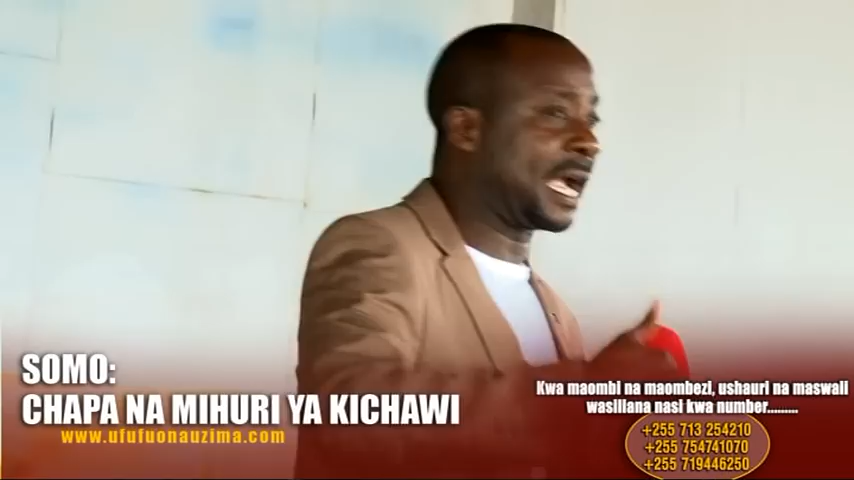 SOMO:
CHAPA NA MIHURI YA KICHAWI
www.ufufuonauzima.com
Kwa maombi na maombezi, ushauri na maswali
wasiliana nasi kwa number.........
+255 713 254210
+255 754741070
+255 719446250